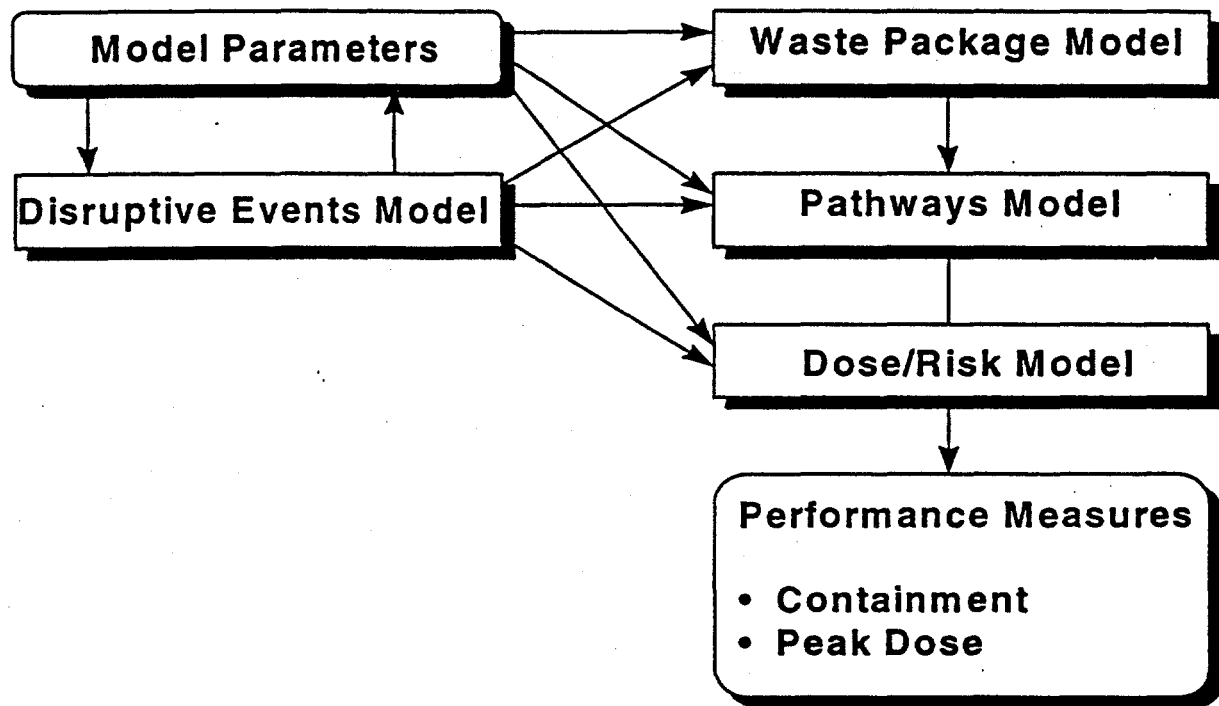 Model Parameters
Waste Package Model
Disruptive Events Model
Pathways Model
Dose/Risk Model
Performance Measures
• Containment
• Peak Dose